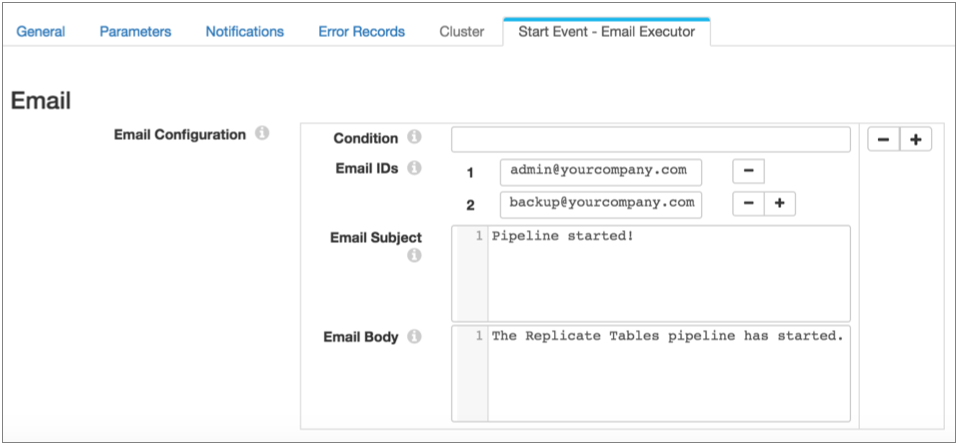 General Parameters Notifications Error Records Cluster Start Event - Email Executor
Email
Email Configuration
Condition
Email IDs
1 admin@yourcompany.com
2 backup@yourcompany.com
Email Subject
1 Pipeline started!
Email Body
1 The Replicate Tables pipeline has started.